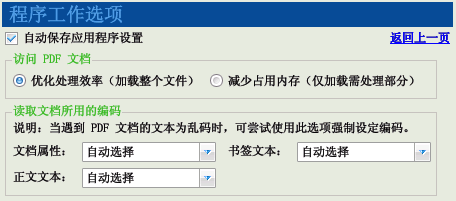 程序工作选项
自动保存应用程序设置 返回上一页
访问 PDF 文档
优化处理效率（加载整个文件） 减少占用内存（仅加载需处理部分）
读取文档所用的编码
说明：当遇到 PDF 文档的文本为乱码时，可尝试使用此选项强制设定编码。
文档属性： 自动选择 书签文本： 自动选择
正文文本： 自动选择